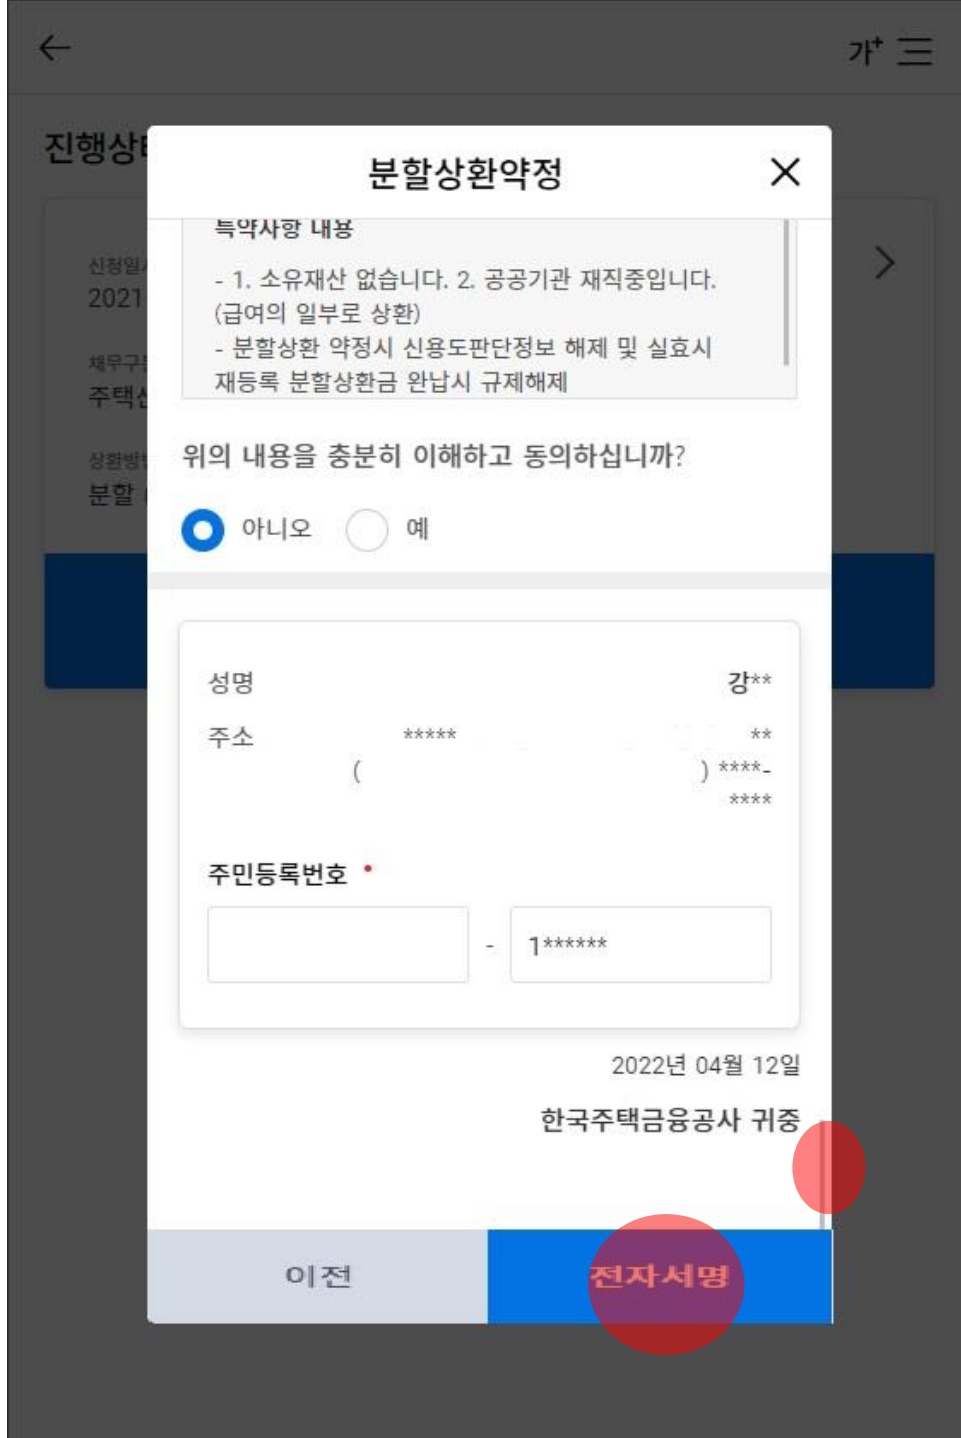 가+
진행상
분할상환약정
특약사항 내용
- 1. 소유재산 없습니다. 2. 공공기관 재직중입니다.
(급여의 일부로 상환)
- 분할상환 약정시 신용도판단정보 해제 및 실효시
재등록 분할상환금 완납시 규제해제
신청일
2021
채무구
주택
상환방
분할
위의 내용을 충분히 이해하고 동의하십니까?
아니오 예
성명 강**
주소 ***** **
( ) ****-
****
주민등록번호 •
- 1******
2022년 04월 12일
한국주택금융공사 귀중
이전 전자서명